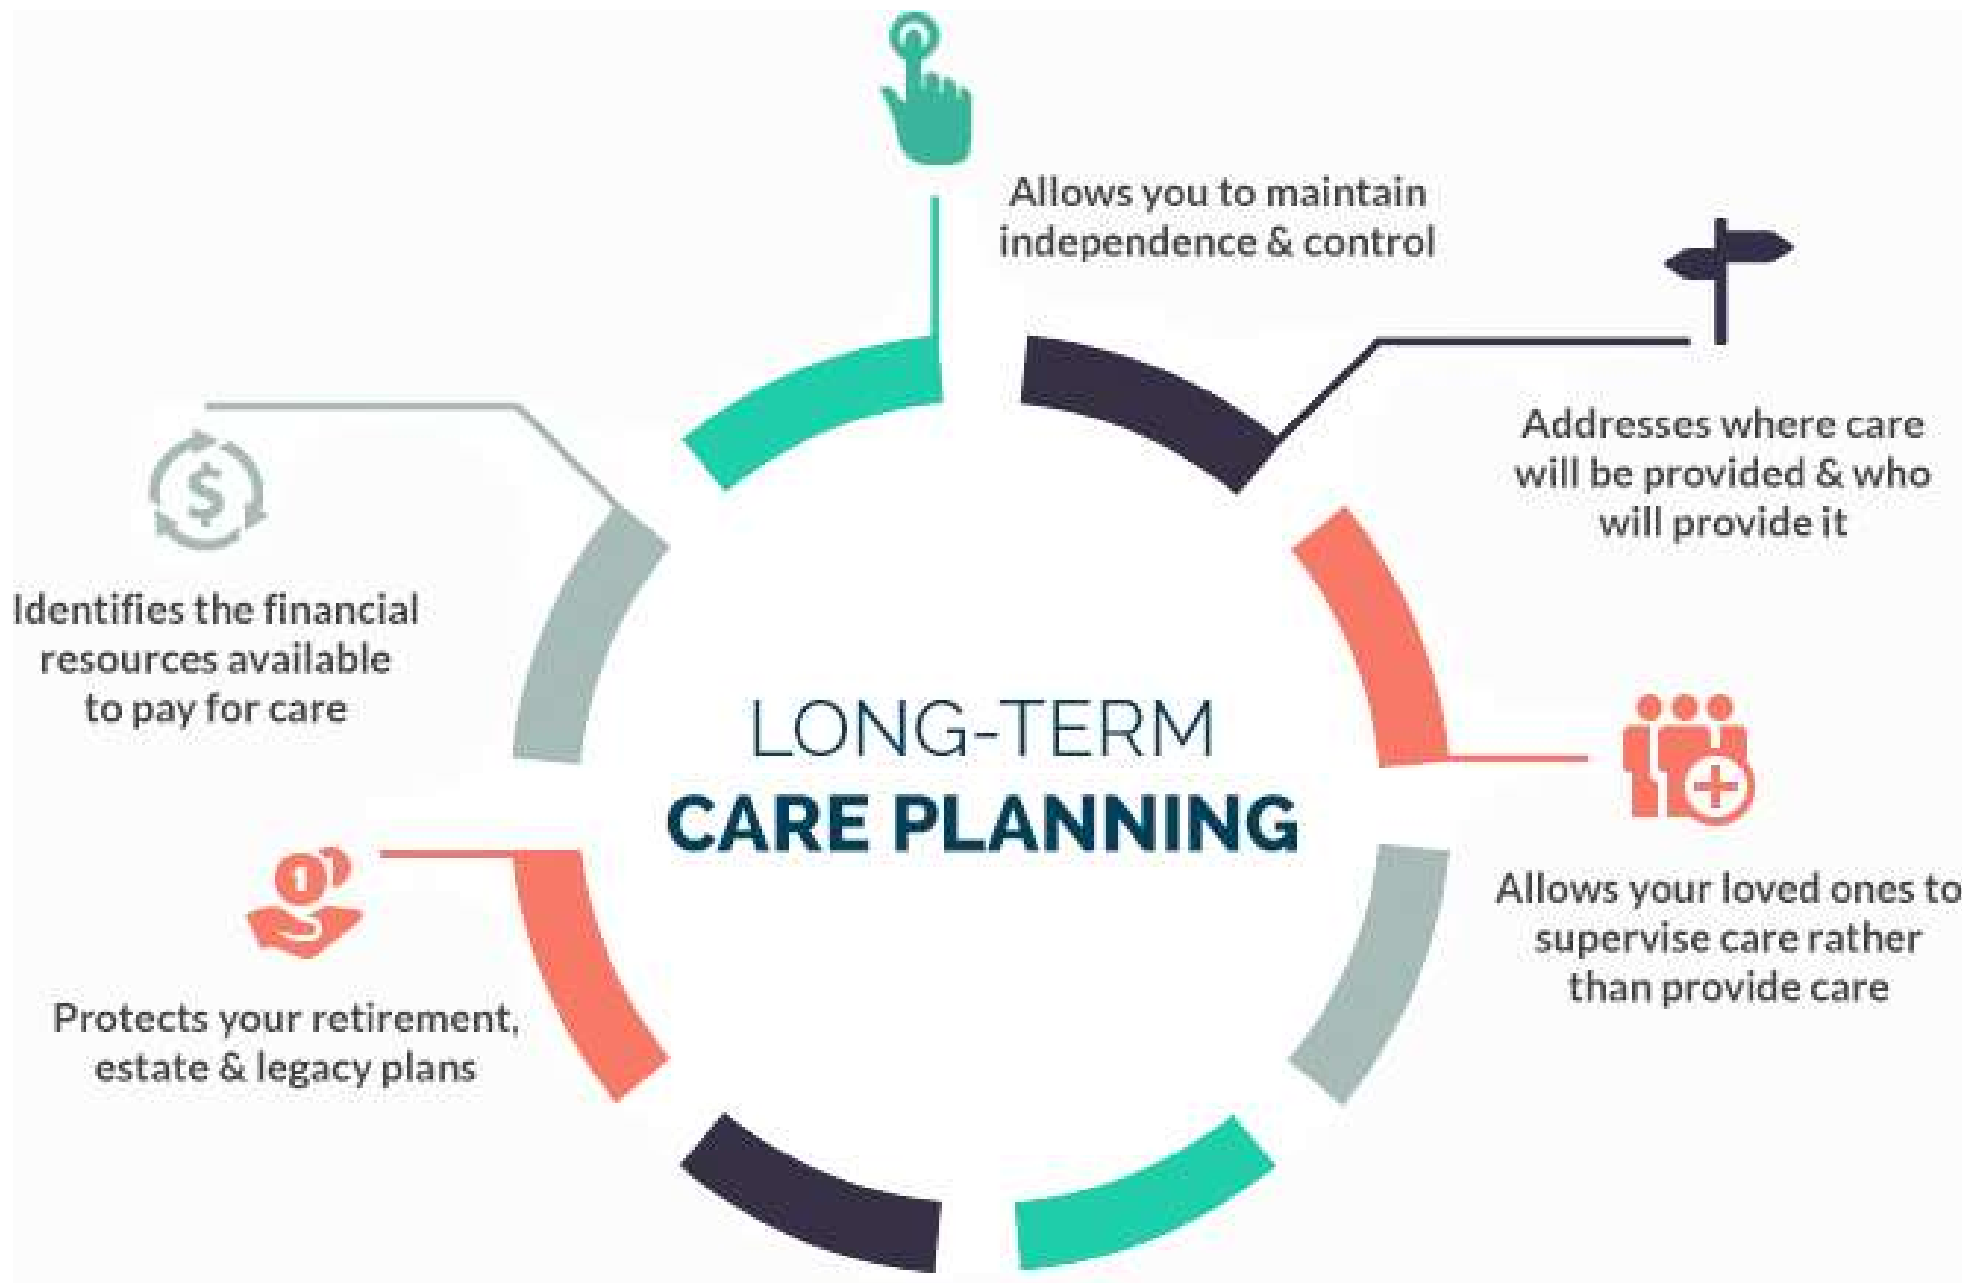 Allows you to maintain
independence & control
Addresses where care
will be provided & who
will provide it
Identifies the financial
resources available
to pay for care
LONG-TERM
CARE PLANNING
Allows your loved ones to
supervise care rather
than provide care
Protects your retirement,
estate & legacy plans
$
1